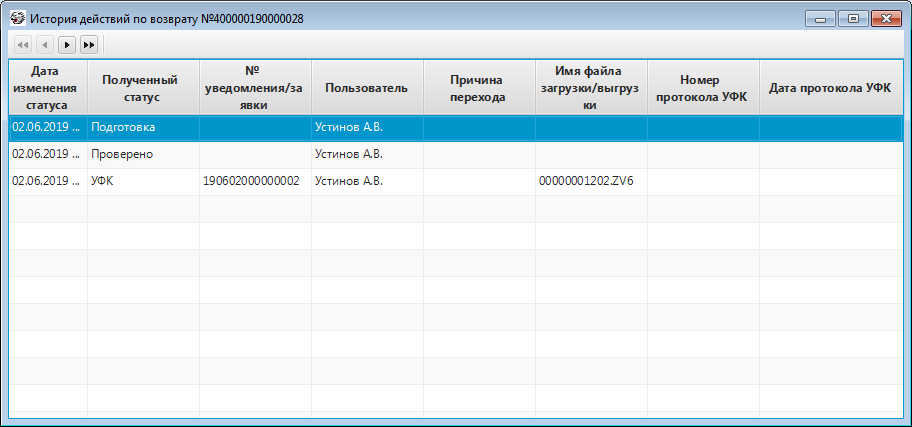 История действий по возврату №400000190000028
Дата изменения статуса
Полученный статус
№ уведомления/заявки
Пользователь
Причина перехода
Имя файла загрузки/выгрузки
Номер протокола УФК
Дата протокола УФК
02.06.2019 ... Подготовка Устинов А.В.
02.06.2019 ... Проверено Устинов А.В.
02.06.2019 ... УФК 190602000000002 Устинов А.В. 00000001202.ZV6